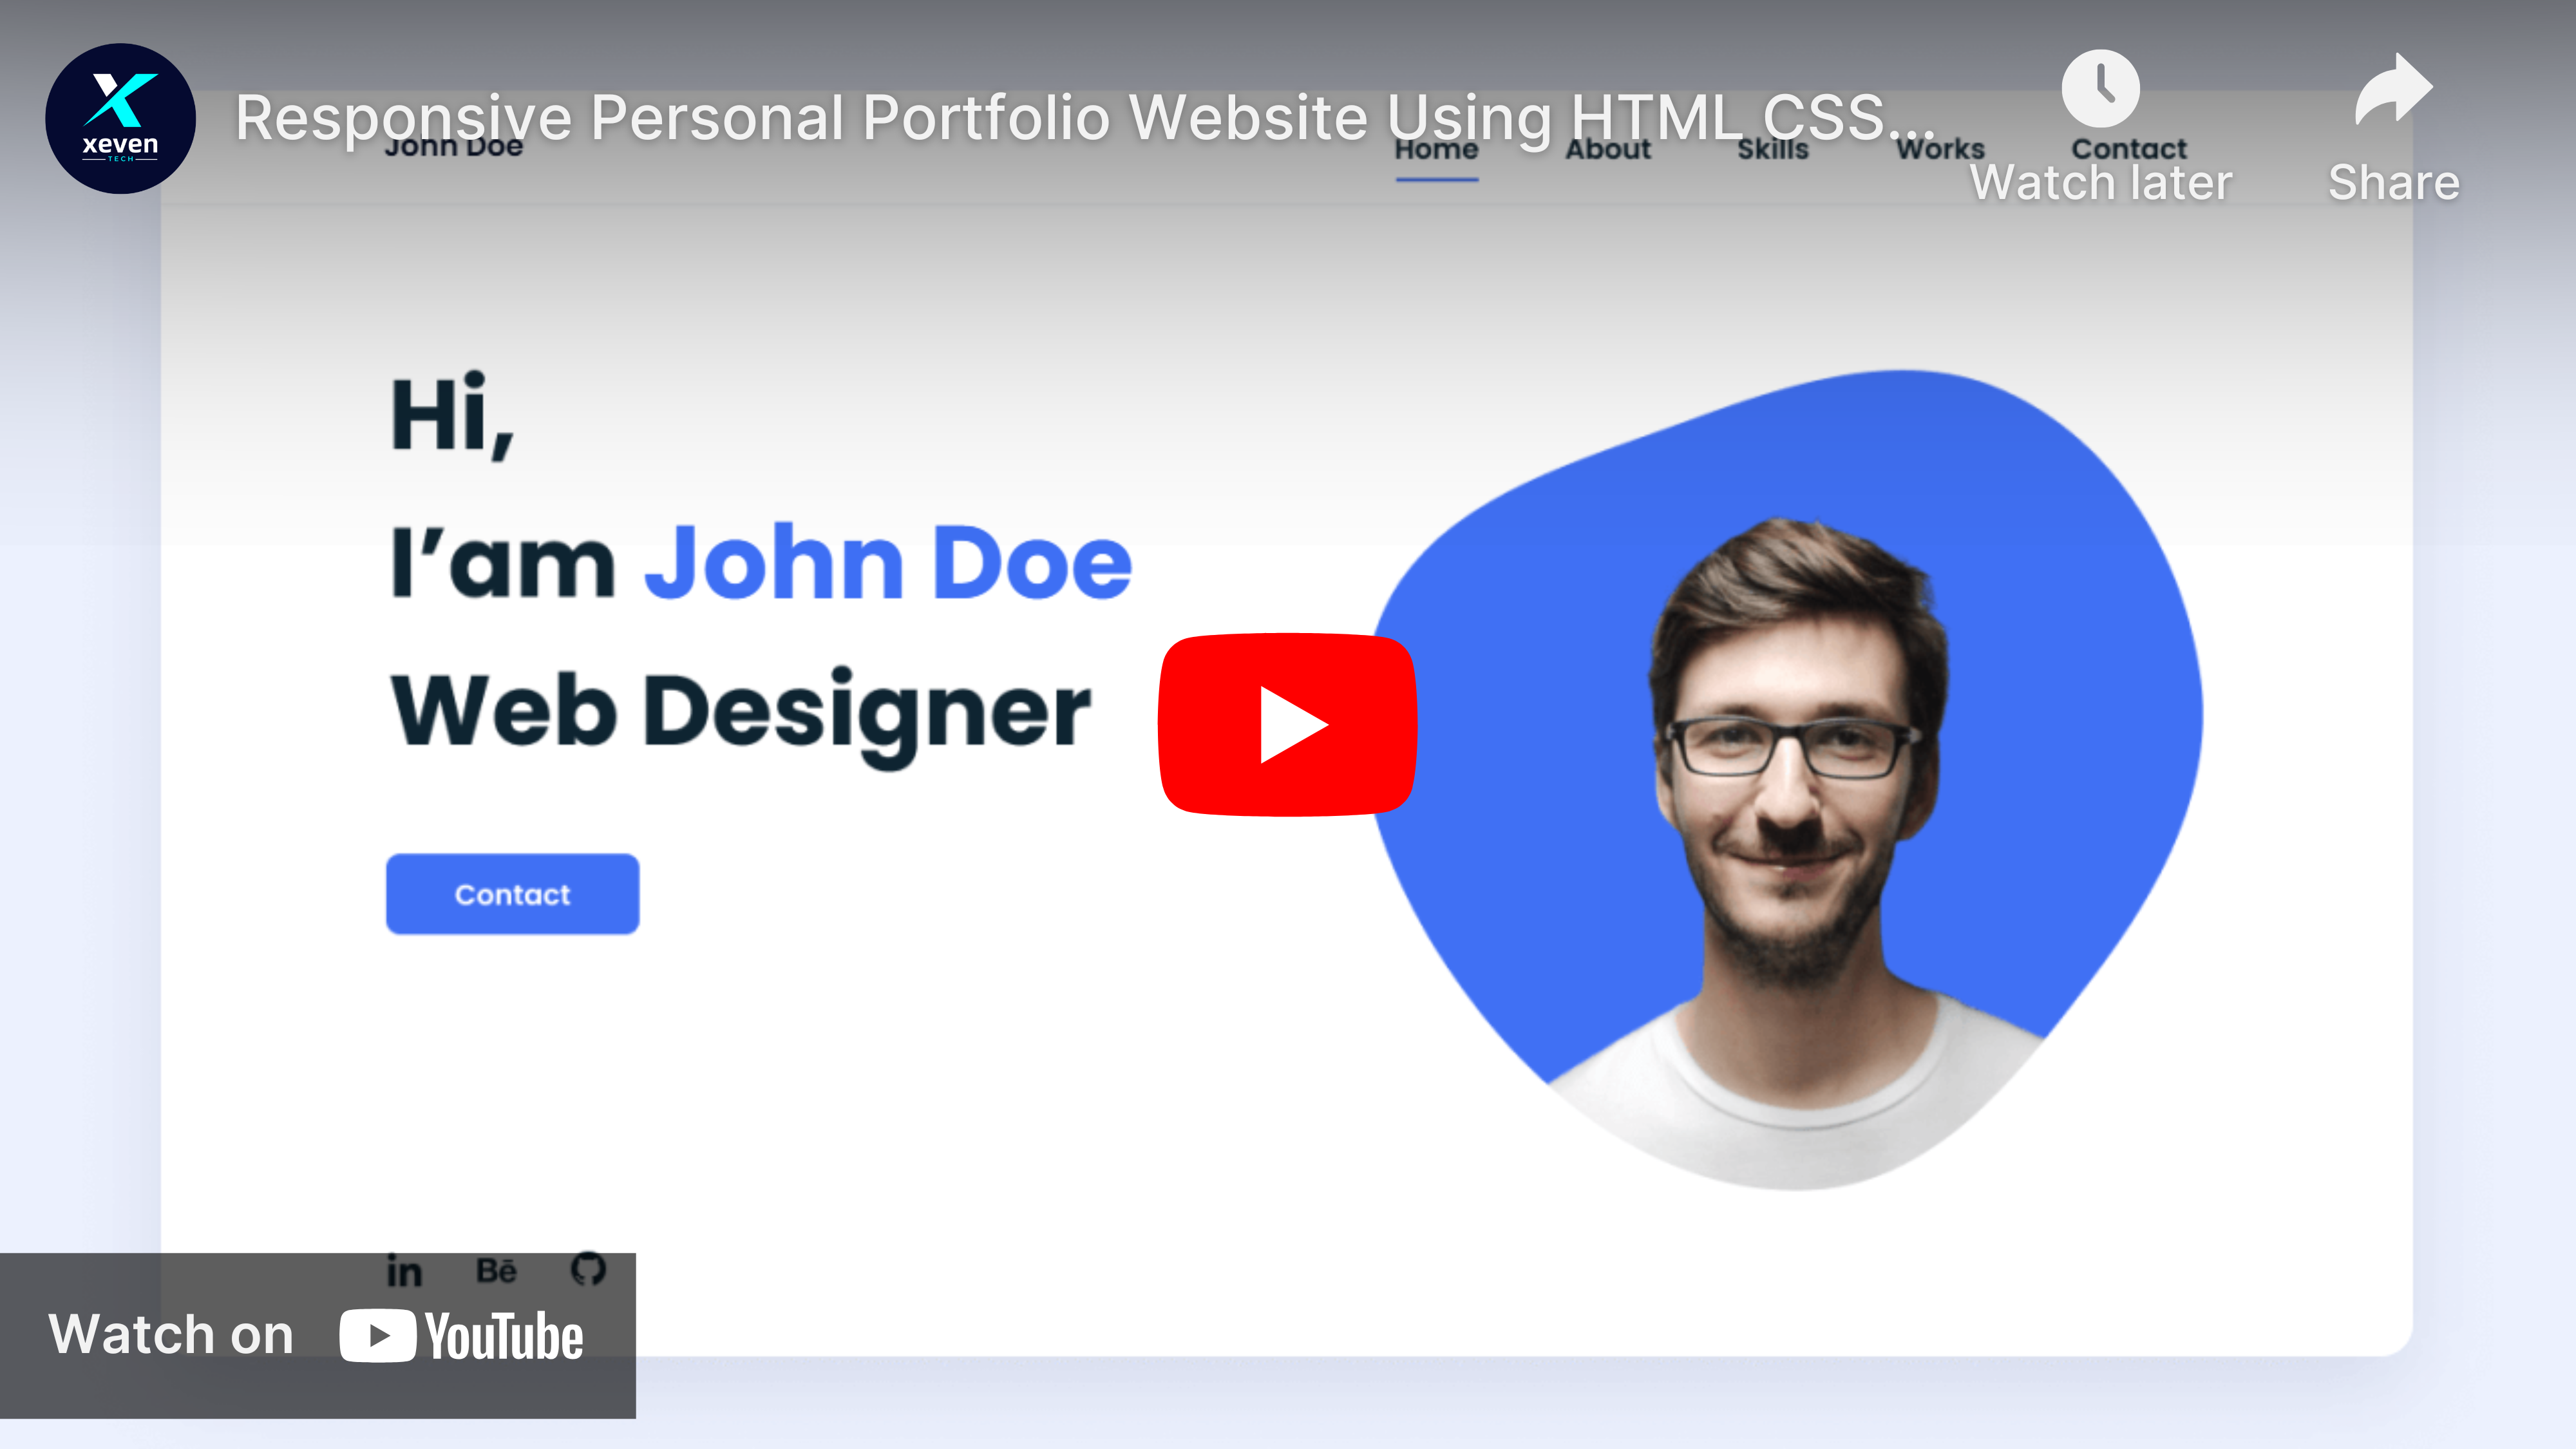 xeven
TECH
Responsive Personal Portfolio Website Using HTML CSS...
Watch later
Share
John Doe
Home About Skills Works Contact
Hi,
I’am John Doe
Web Designer
Contact
in Bē
Watch on YouTube